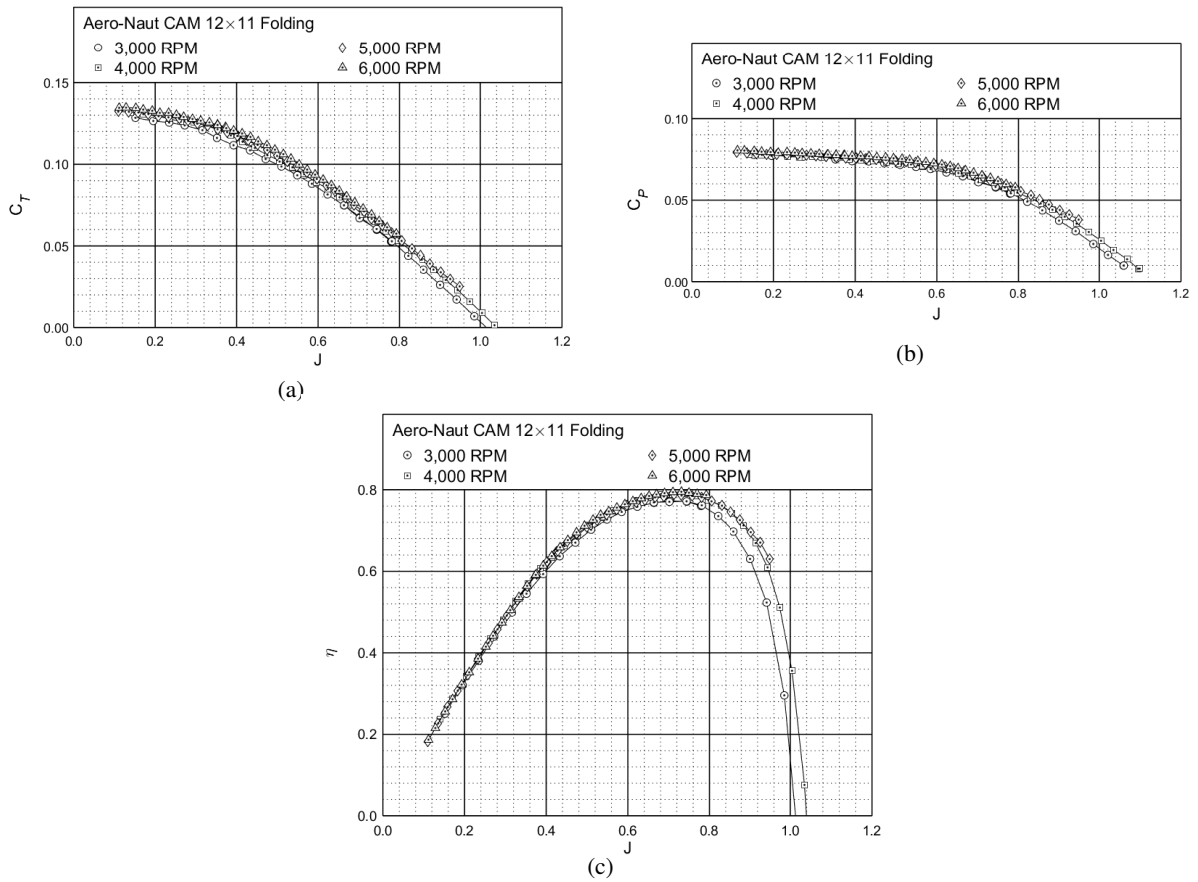 Aero-Naut CAM 12×11 Folding
3,000 RPM
4,000 RPM
5,000 RPM
6,000 RPM
0.15
0.10
0.05
0.00
C_T
0.2
0.4
0.6
0.8
1.0
1.2
J
(a)
Aero-Naut CAM 12×11 Folding
3,000 RPM
4,000 RPM
5,000 RPM
6,000 RPM
0.10
0.05
0.00
C_P
0.0
0.2
0.4
0.6
0.8
1.0
1.2
J
(b)
Aero-Naut CAM 12×11 Folding
3,000 RPM
4,000 RPM
5,000 RPM
6,000 RPM
0.8
0.6
0.4
0.2
0.0
η
0.0
0.2
0.4
0.6
0.8
1.0
1.2
J
(c)